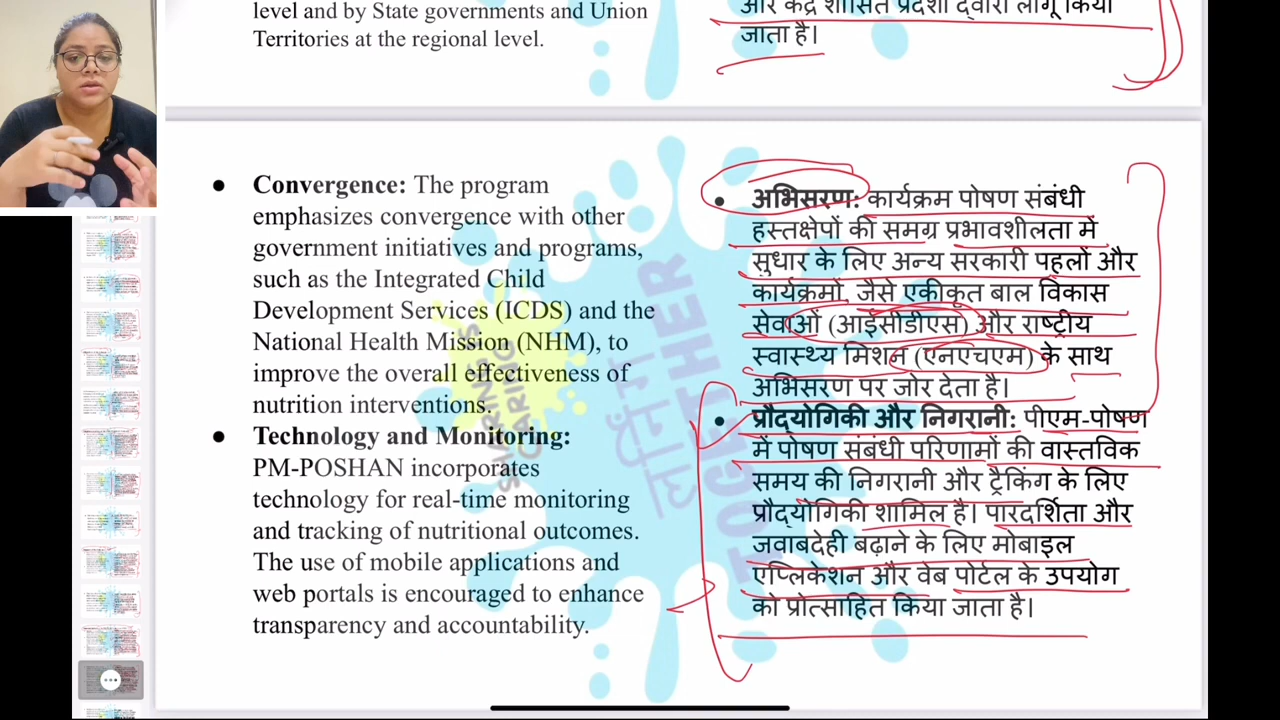 level and by State governments and Union
Territories at the regional level.
और केंद्र शासित प्रदेशों द्वारा लागू किया
जाता है।
● Convergence: The program
emphasizes convergence with other
government initiatives and programs,
such as the Integrated Child
Development Services (ICDS) and the
National Health Mission (NHM), to
improve the overall effectiveness of
nutrition interventions.
● Technology and Monitoring:
PM-POSHAN incorporates
technology for real-time monitoring
and tracking of nutritional outcomes.
The use of mobile applications and
web portals is encouraged to enhance
transparency and accountability.
● अभिसरण: कार्यक्रम पोषण संबंधी
हस्तक्षेपों की समग्र प्रभावशीलता में
सुधार के लिए अन्य सरकारी पहलों और
कार्यक्रमों, जैसे एकीकृत बाल विकास
सेवाओं (आईसीडीएस) और राष्ट्रीय
स्वास्थ्य मिशन (एनएचएम) के साथ
अभिसरण पर जोर देता है।
● प्रौद्योगिकी और निगरानी: पीएम-पोषण
में पोषण संबंधी परिणामों की वास्तविक
समय की निगरानी और ट्रैकिंग के लिए
प्रौद्योगिकी शामिल है। पारदर्शिता और
जवाबदेही बढ़ाने के लिए मोबाइल
एप्लिकेशन और वेब पोर्टल के उपयोग
को प्रोत्साहित किया जाता है।